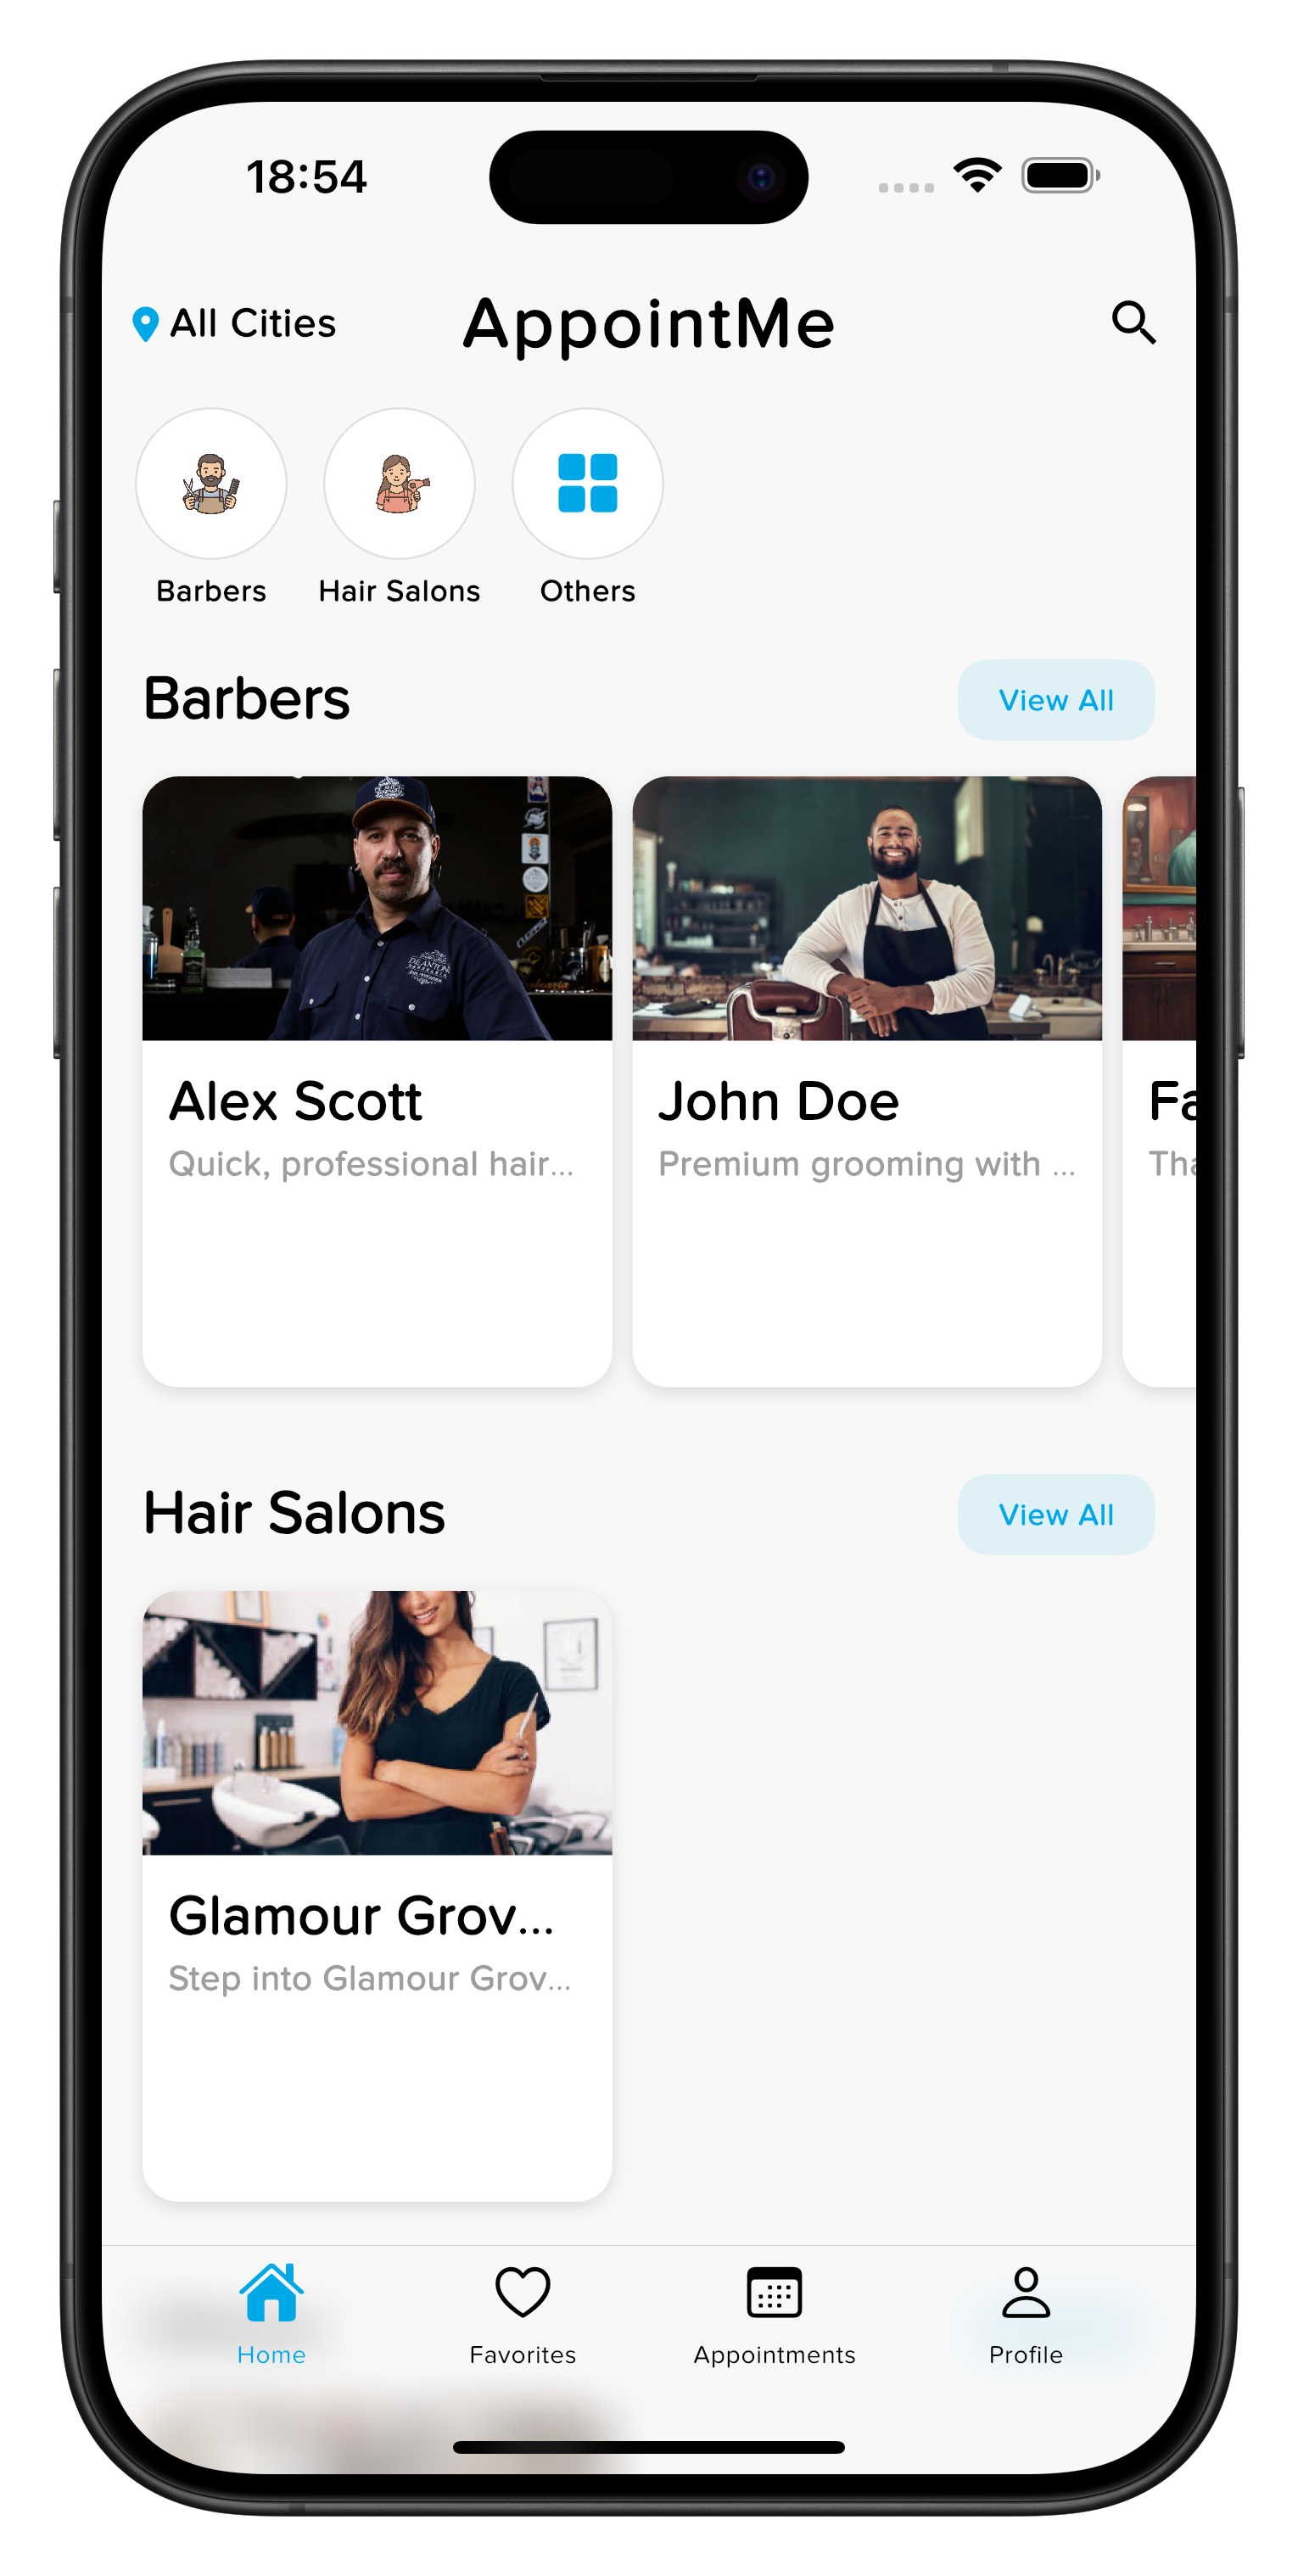 18:54
All Cities
AppointMe
Barbers
Hair Salons
Others
Barbers
View All
DEANTON
Alex Scott
John Doe
Fa
Quick, professional hair...
Premium grooming with ...
Tha
Hair Salons
View All
Glamour Grov...
Step into Glamour Grov...
Home
Favorites
Appointments
Profile